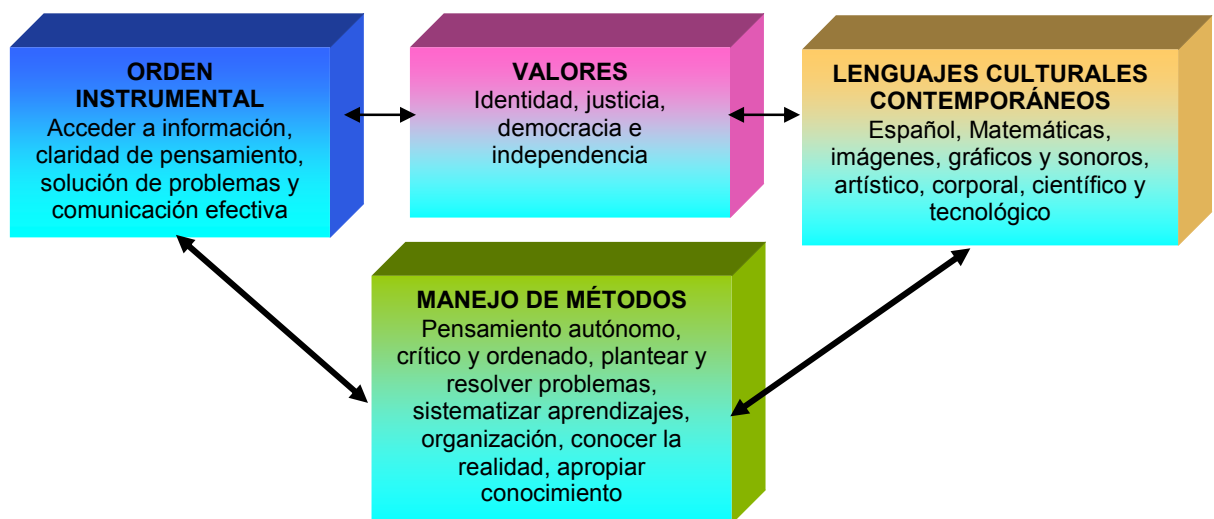 ORDEN
INSTRUMENTAL
Acceder a información,
claridad de pensamiento,
solución de problemas y
comunicación efectiva
VALORES
Identidad, justicia,
democracia e
independencia
LENGUAJES CULTURALES
CONTEMPORÁNEOS
Español, Matemáticas,
imágenes, gráficos y sonoros,
artístico, corporal, científico y
tecnológico
MANEJO DE MÉTODOS
Pensamiento autónomo,
crítico y ordenado, plantear y
resolver problemas,
sistematizar aprendizajes,
organización, conocer la
realidad, apropiar
conocimiento